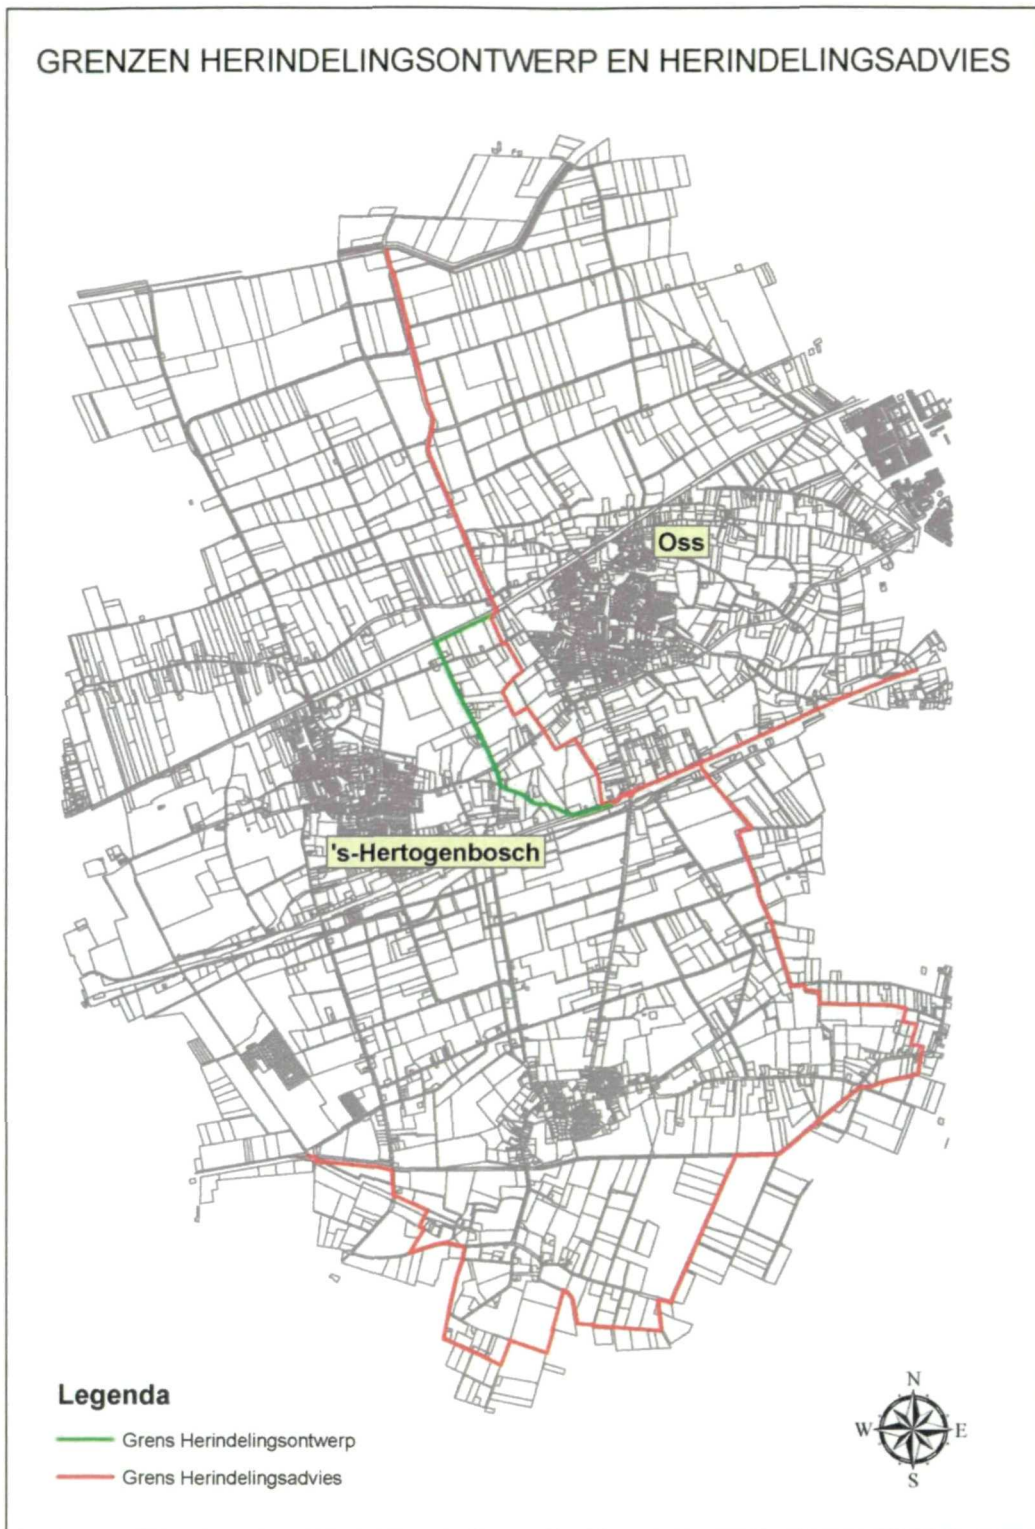 GRENZEN HERINDELINGSONTWERP EN HERINDELINGSADVIES
Oss
's-Hertogenbosch
Legenda
Grens Herindelingsontwerp
Grens Herindelingsadvies
N
W E
S